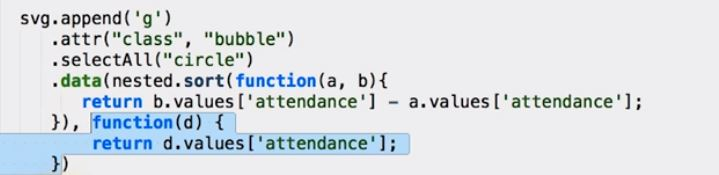 svg.append('g')
.attr("class", "bubble")
.selectAll("circle")
.data(nested.sort(function(a, b){
return b.values['attendance'] - a.values['attendance'];
}), function(d) {
return d.values['attendance'];
})